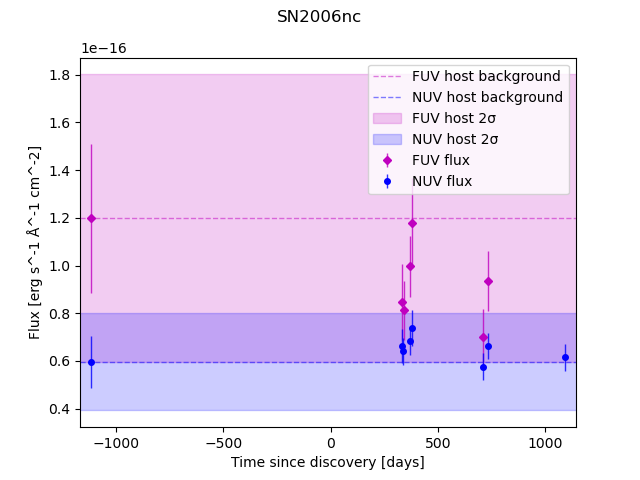 SN2006nc
1e−16
1.8
1.6
1.4
1.2
1.0
0.8
0.6
0.4
Flux [erg s^-1 Å^-1 cm^-2]
FUV host background
NUV host background
FUV host 2σ
NUV host 2σ
FUV flux
NUV flux
−1000
−500
0
500
1000
Time since discovery [days]